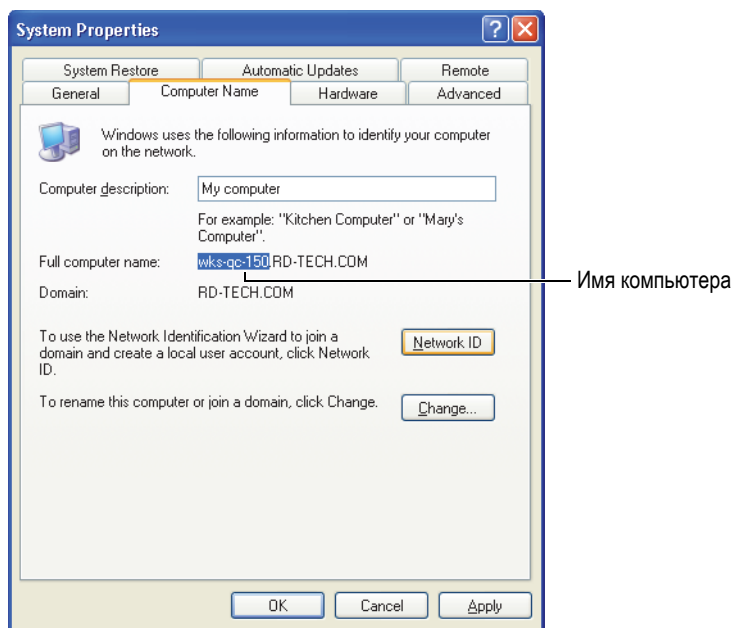 System Properties
System Restore
Automatic Updates
Remote
General
Computer Name
Hardware
Advanced
Windows uses the following information to identify your computer
on the network.
Computer description:
My computer
For example: "Kitchen Computer" or "Mary's
Computer".
Full computer name:
wks-qc-150.RD-TECH.COM
Имя компьютера
Domain:
RD-TECH.COM
To use the Network Identification Wizard to join a
domain and create a local user account, click Network
ID.
Network ID
To rename this computer or join a domain, click Change.
Change...
OK
Cancel
Apply